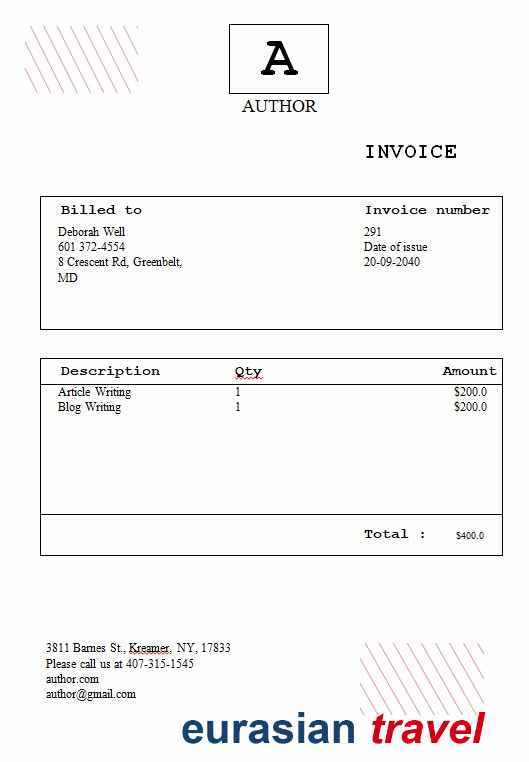 A
AUTHOR
INVOICE
Billed to
Deborah Well
601 372-4554
8 Crescent Rd, Greenbelt,
MD
Invoice number
291
Date of issue
20-09-2040
Description Qty Amount
Article Writing 1 $200.0
Blog Writing 1 $200.0
Total : $400.0
3811 Barnes St., Kreamer, NY, 17833
Please call us at 407-315-1545
author.com
author@gmail.com
eurasian travel